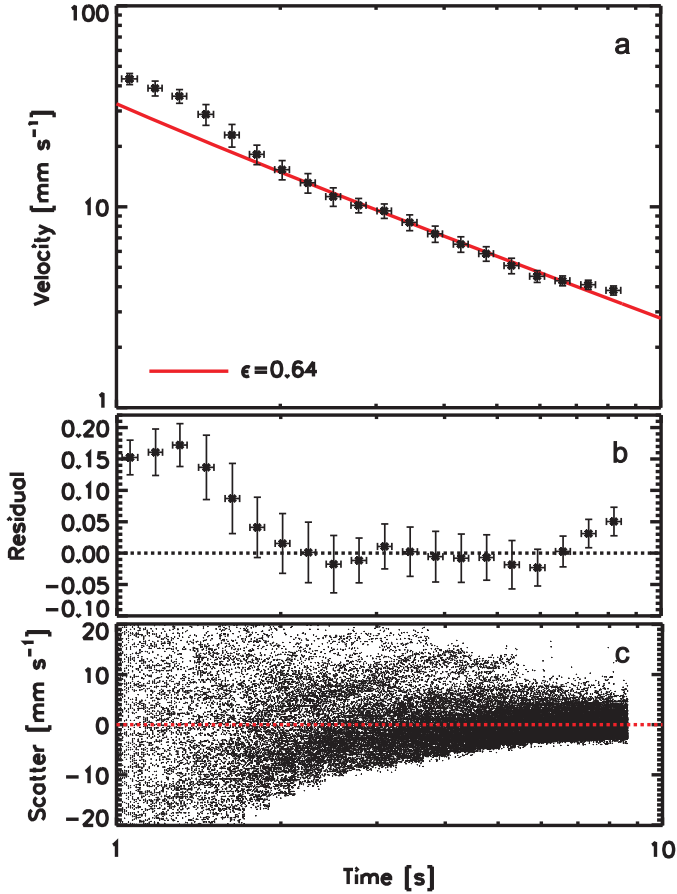 100
a
Velocity [mm s⁻¹]
10
ϵ=0.64
1
0.20
b
0.15
0.10
Residual
0.05
0.00
−0.05
−0.10
20
c
10
Scatter [mm s⁻¹]
0
−10
−20
1
10
Time [s]